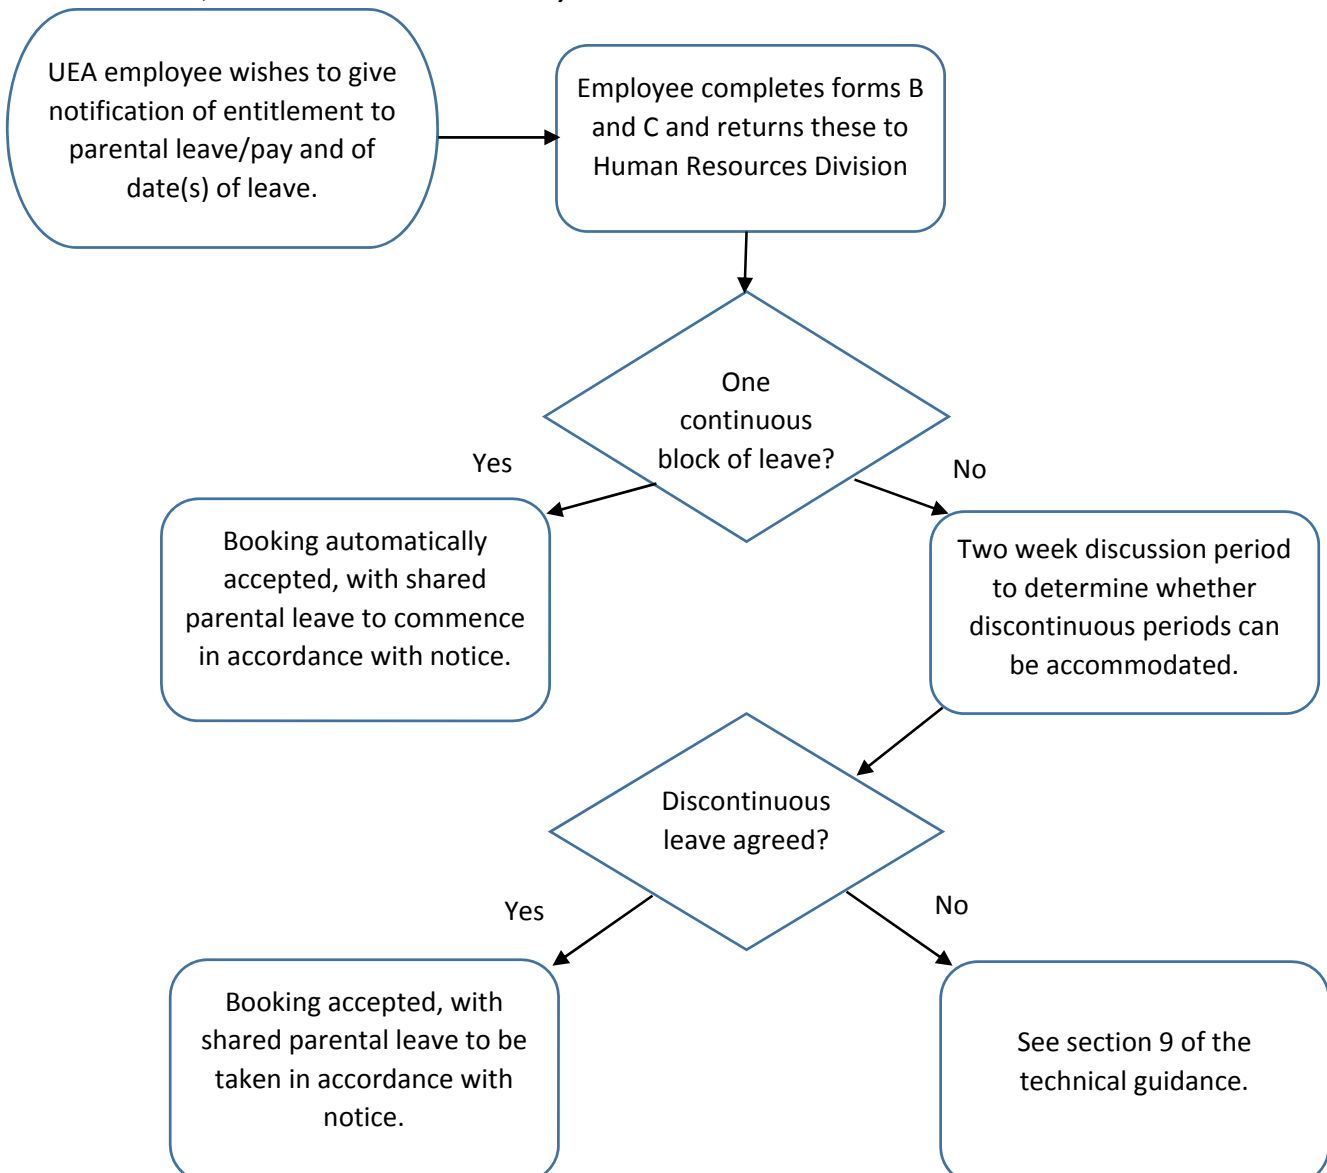 UEA employee wishes to give
notification of entitlement to
parental leave/pay and of
date(s) of leave.
Employee completes forms B
and C and returns these to
Human Resources Division
One
continuous
block of leave?
Yes
No
Booking automatically
accepted, with shared
parental leave to commence
in accordance with notice.
Two week discussion period
to determine whether
discontinuous periods can
be accommodated.
Discontinuous
leave agreed?
Yes
No
Booking accepted, with
shared parental leave to be
taken in accordance with
notice.
See section 9 of the
technical guidance.